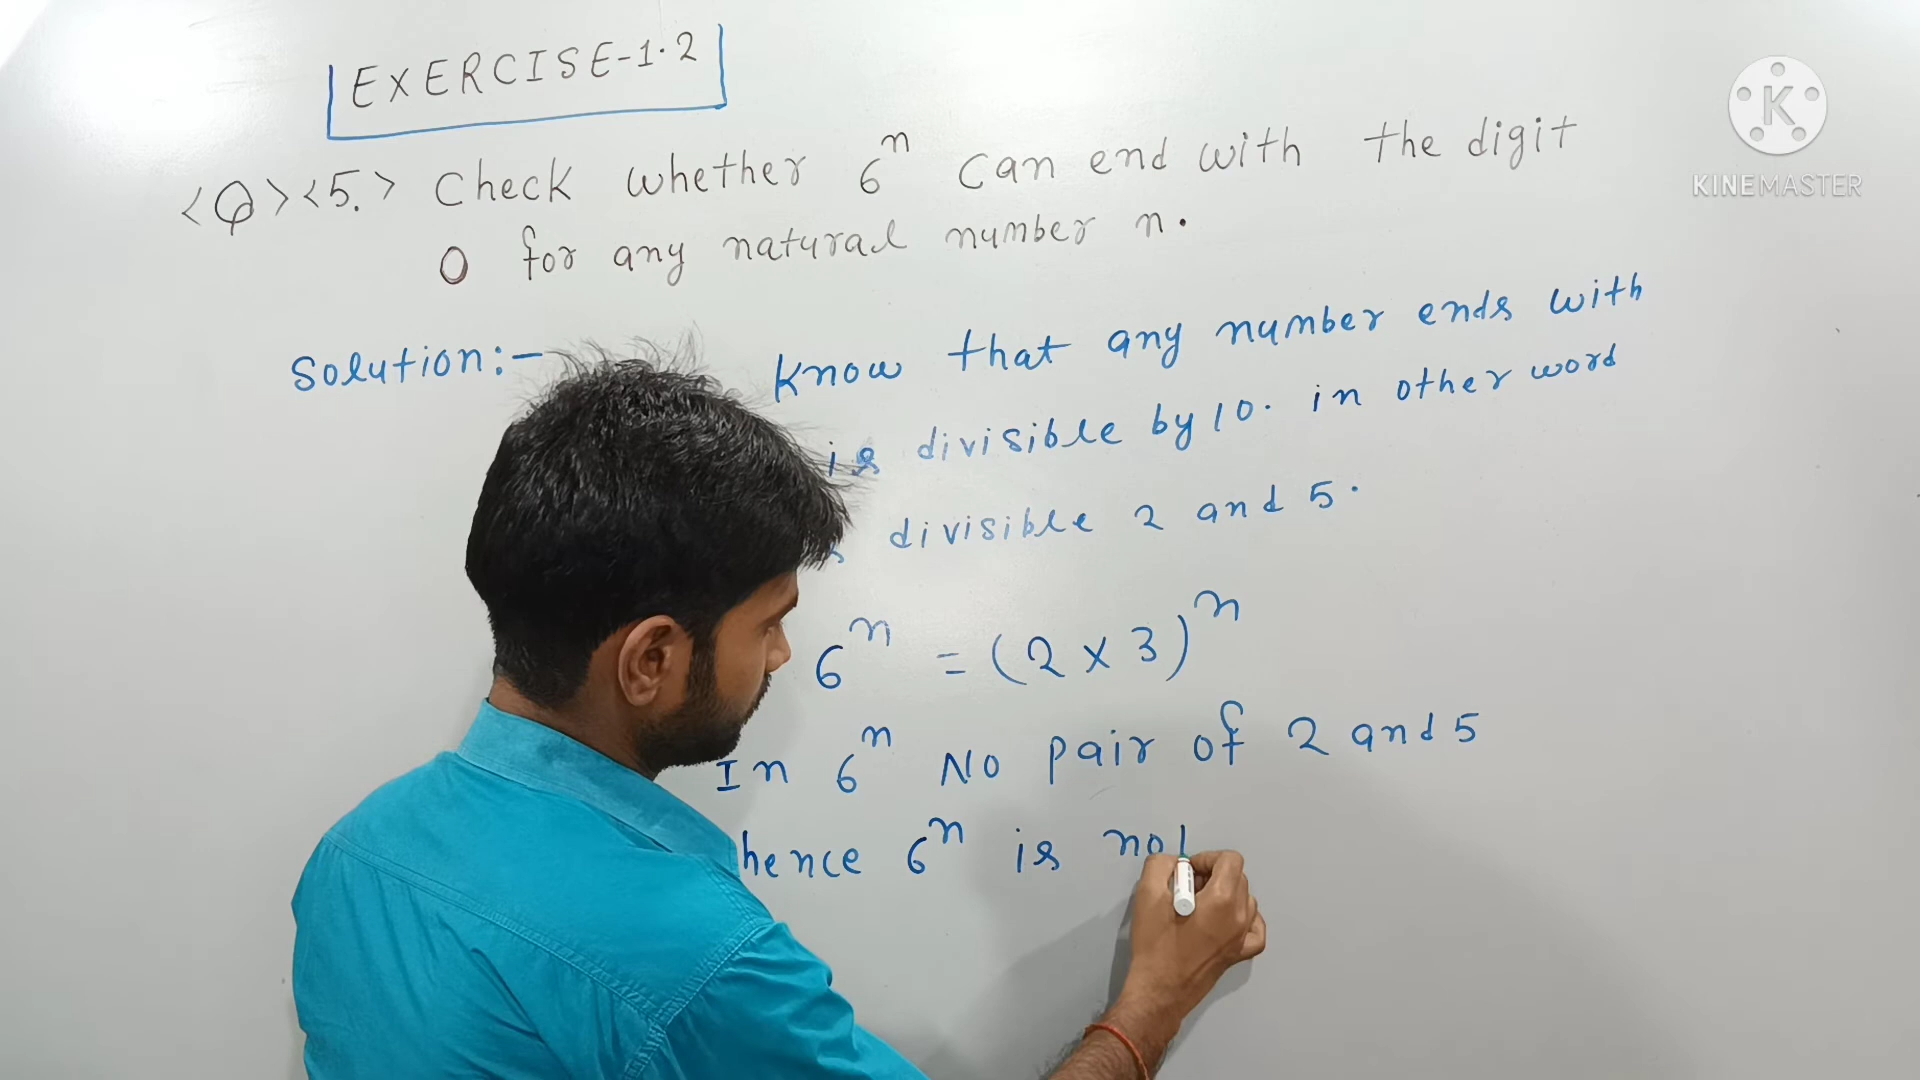 EXERCISE-1.2
K
KINEMASTER
<Q><5.> Check whether 6^n can end with the digit
0 for any natural number n.
Solution:- know that any number ends with
is divisible by 10. in other word
divisible 2 and 5.
6^n = (2 x 3)^n
In 6^n No pair of 2 and 5
hence 6^n is not